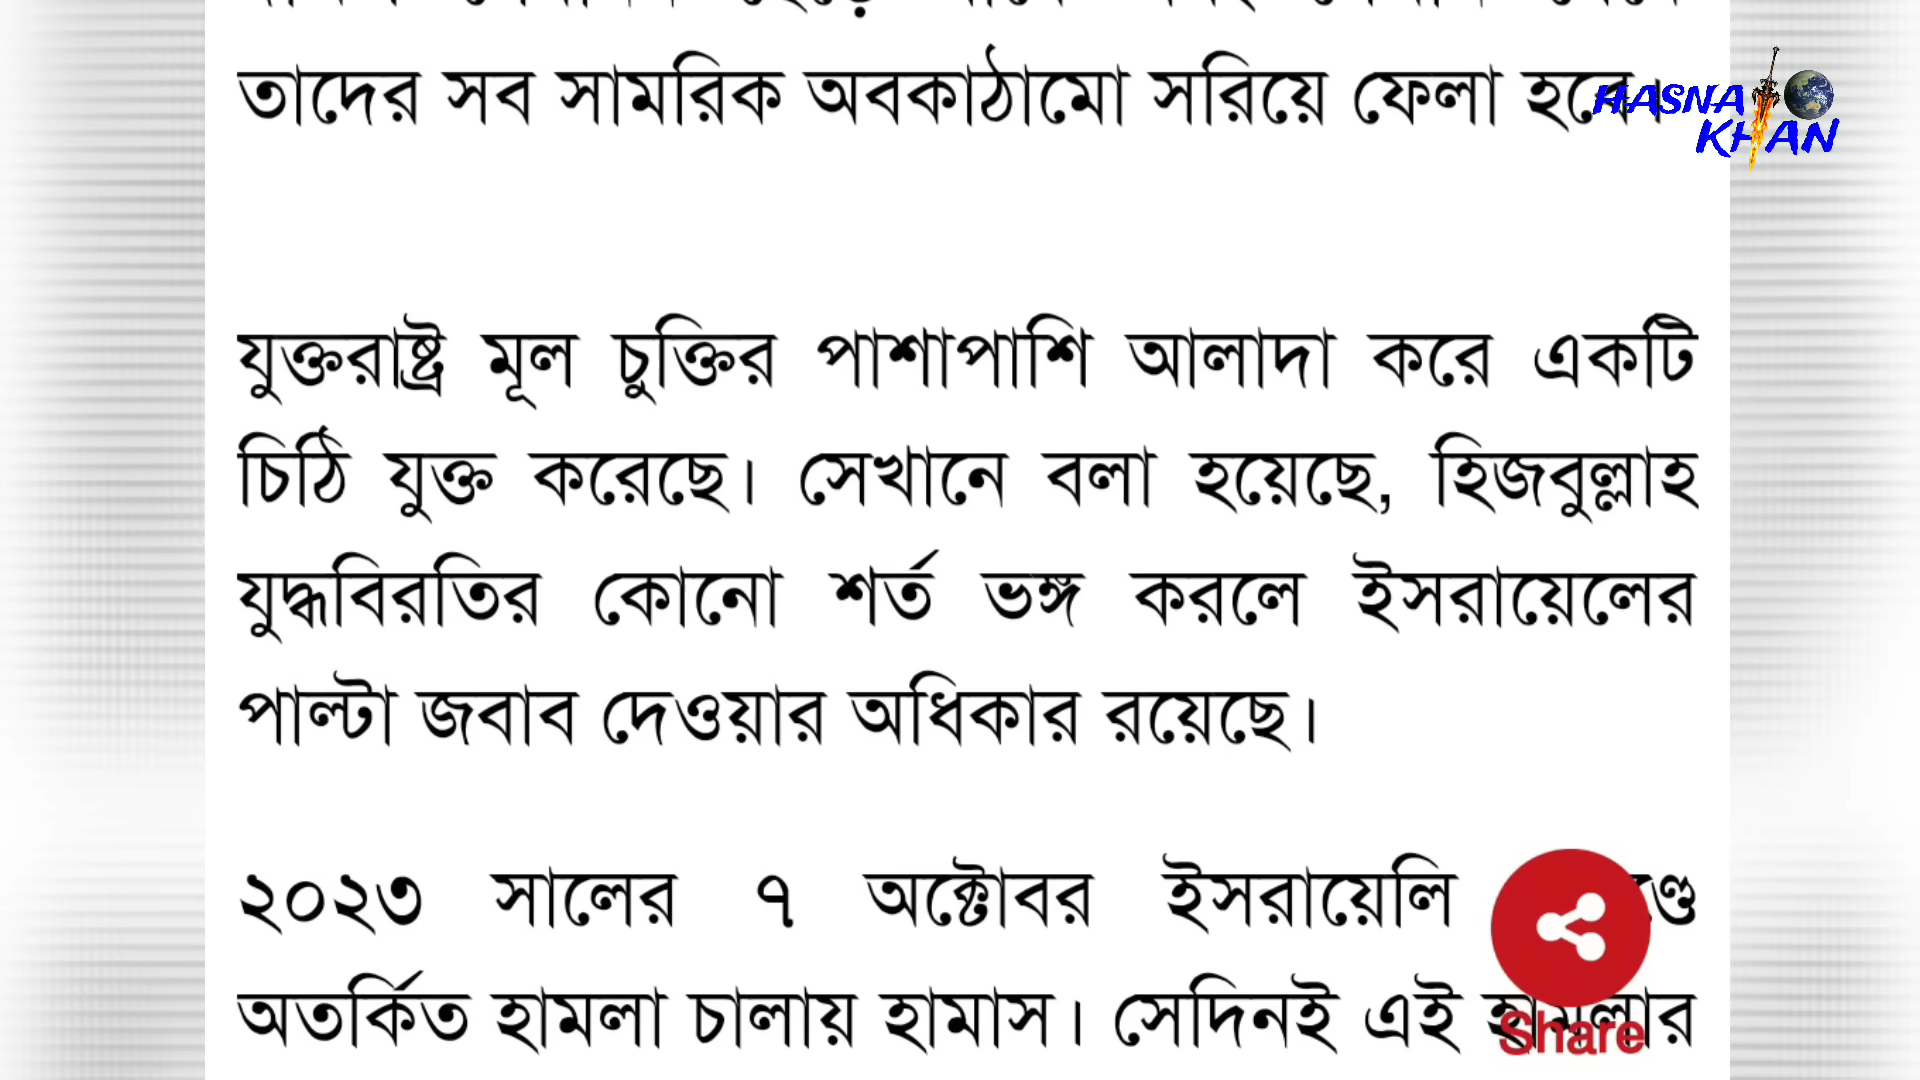 তাদের সব সামরিক অবকাঠামো সরিয়ে ফেলা হবে।
HASNA
KHAN
যুক্তরাষ্ট্র মূল চুক্তির পাশাপাশি আলাদা করে একটি
চিঠি যুক্ত করেছে। সেখানে বলা হয়েছে, হিজবুল্লাহ
যুদ্ধবিরতির কোনো শর্ত ভঙ্গ করলে ইসরায়েলের
পাল্টা জবাব দেওয়ার অধিকার রয়েছে।
২০২৩ সালের ৭ অক্টোবর ইসরায়েলি
অতর্কিত হামলা চালায় হামাস। সেদিনই এই হামলার
Share